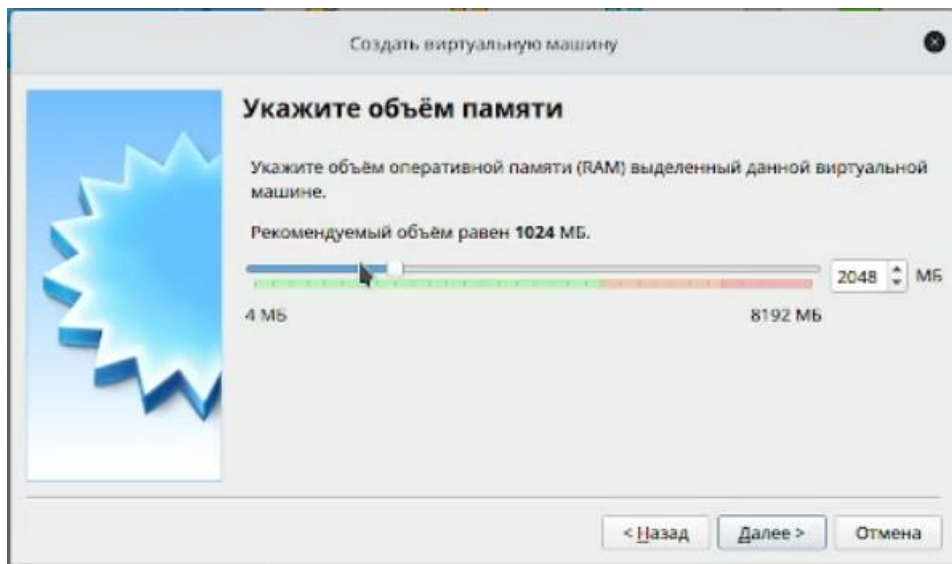 Создать виртуальную машину
Укажите объём памяти
Укажите объём оперативной памяти (RAM) выделенный данной виртуальной
машине.
Рекомендуемый объём равен 1024 МБ.
2048 МБ
4 МБ 8192 МБ
< Назад Далее > Отмена